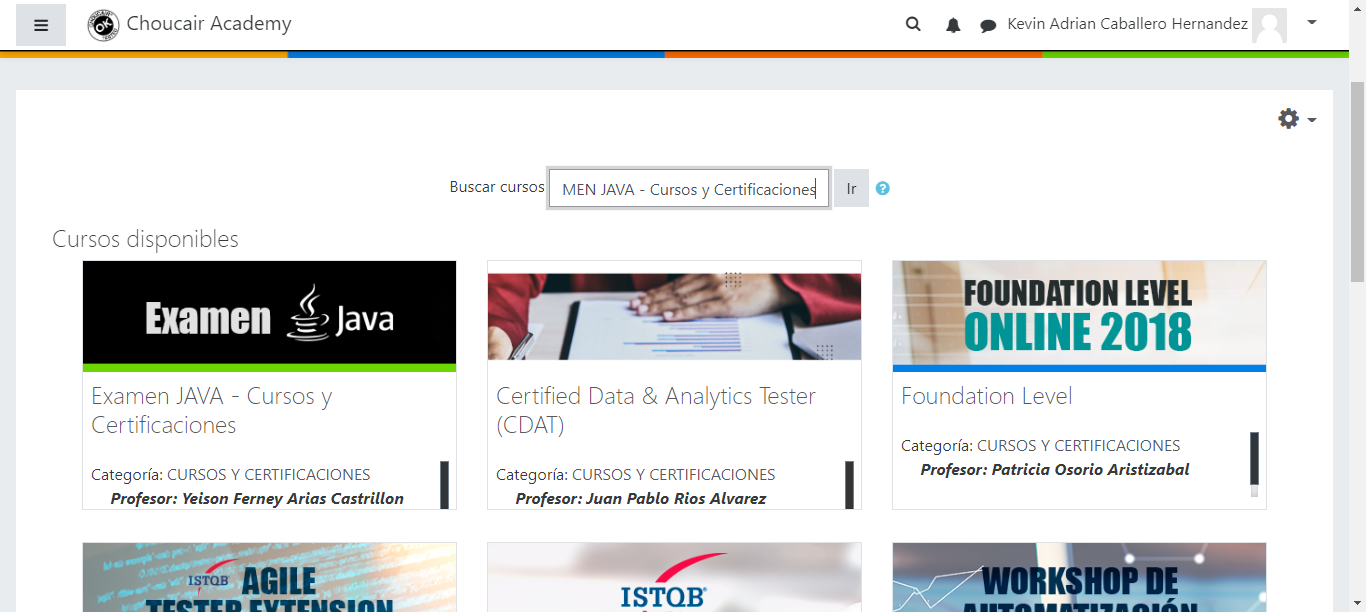 Choucair Academy
Kevin Adrian Caballero Hernandez
Buscar cursos
MEN JAVA - Cursos y Certificaciones
Ir
Cursos disponibles
Examen Java
Examen JAVA - Cursos y
Certificaciones
Categoría: CURSOS Y CERTIFICACIONES
Profesor: Yeison Ferney Arias Castrillon
Certified Data & Analytics Tester
(CDAT)
Categoría: CURSOS Y CERTIFICACIONES
Profesor: Juan Pablo Rios Alvarez
FOUNDATION LEVEL
ONLINE 2018
Foundation Level
Categoría: CURSOS Y CERTIFICACIONES
Profesor: Patricia Osorio Aristizabal
ISTQB AGILE
TESTER EXTENSION
ISTQB®
WORKSHOP DE
AUTOMATIZACIÓN